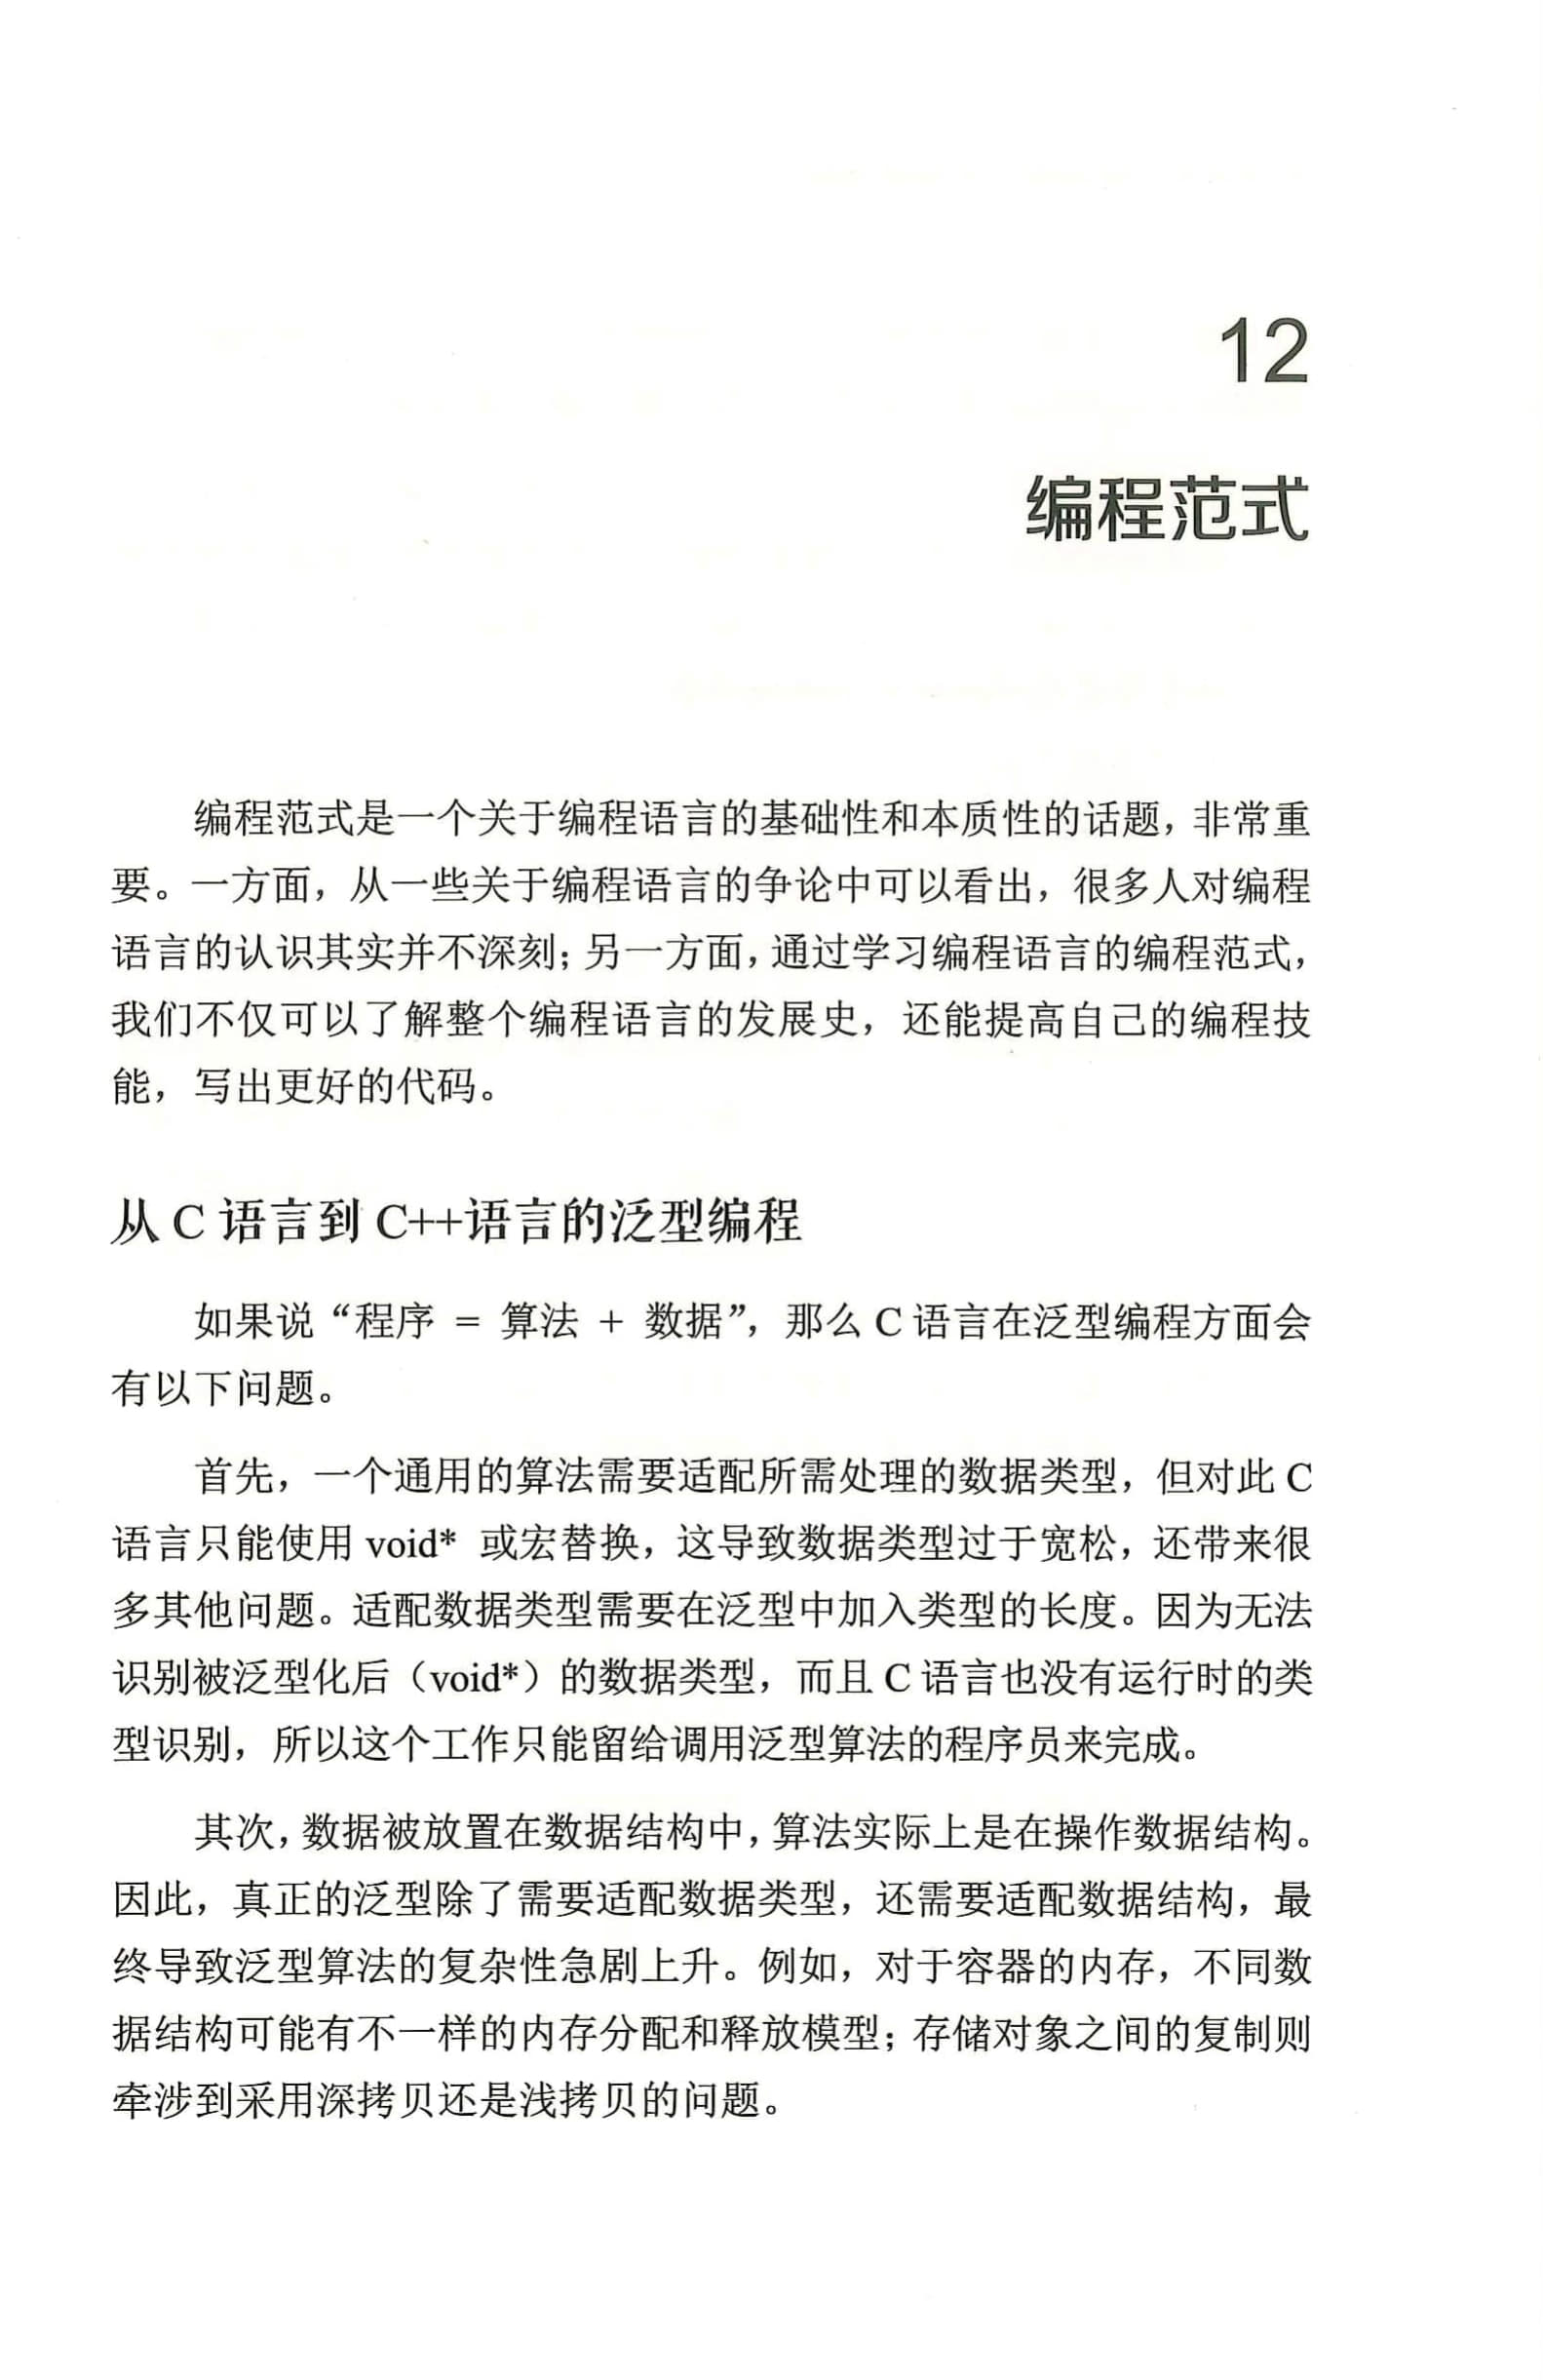 12
编程范式
编程范式是一个关于编程语言的基础性和本质性的话题，非常重
要。一方面，从一些关于编程语言的争论中可以看出，很多人对编程
语言的认识其实并不深刻；另一方面，通过学习编程语言的编程范式，
我们不仅可以了解整个编程语言的发展史，还能提高自己的编程技
能，写出更好的代码。
从 C 语言到 C++语言的泛型编程
如果说“程序 = 算法 + 数据”，那么 C 语言在泛型编程方面会
有以下问题。
首先，一个通用的算法需要适配所需处理的数据类型，但对此 C
语言只能使用 void* 或宏替换，这导致数据类型过于宽松，还带来很
多其他问题。适配数据类型需要在泛型中加入类型的长度。因为无法
识别被泛型化后（void*）的数据类型，而且 C 语言也没有运行时的类
型识别，所以这个工作只能留给调用泛型算法的程序员来完成。
其次，数据被放置在数据结构中，算法实际上是在操作数据结构。
因此，真正的泛型除了需要适配数据类型，还需要适配数据结构，最
终导致泛型算法的复杂性急剧上升。例如，对于容器的内存，不同数
据结构可能有不一样的内存分配和释放模型；存储对象之间的复制则
牵涉到采用深拷贝还是浅拷贝的问题。